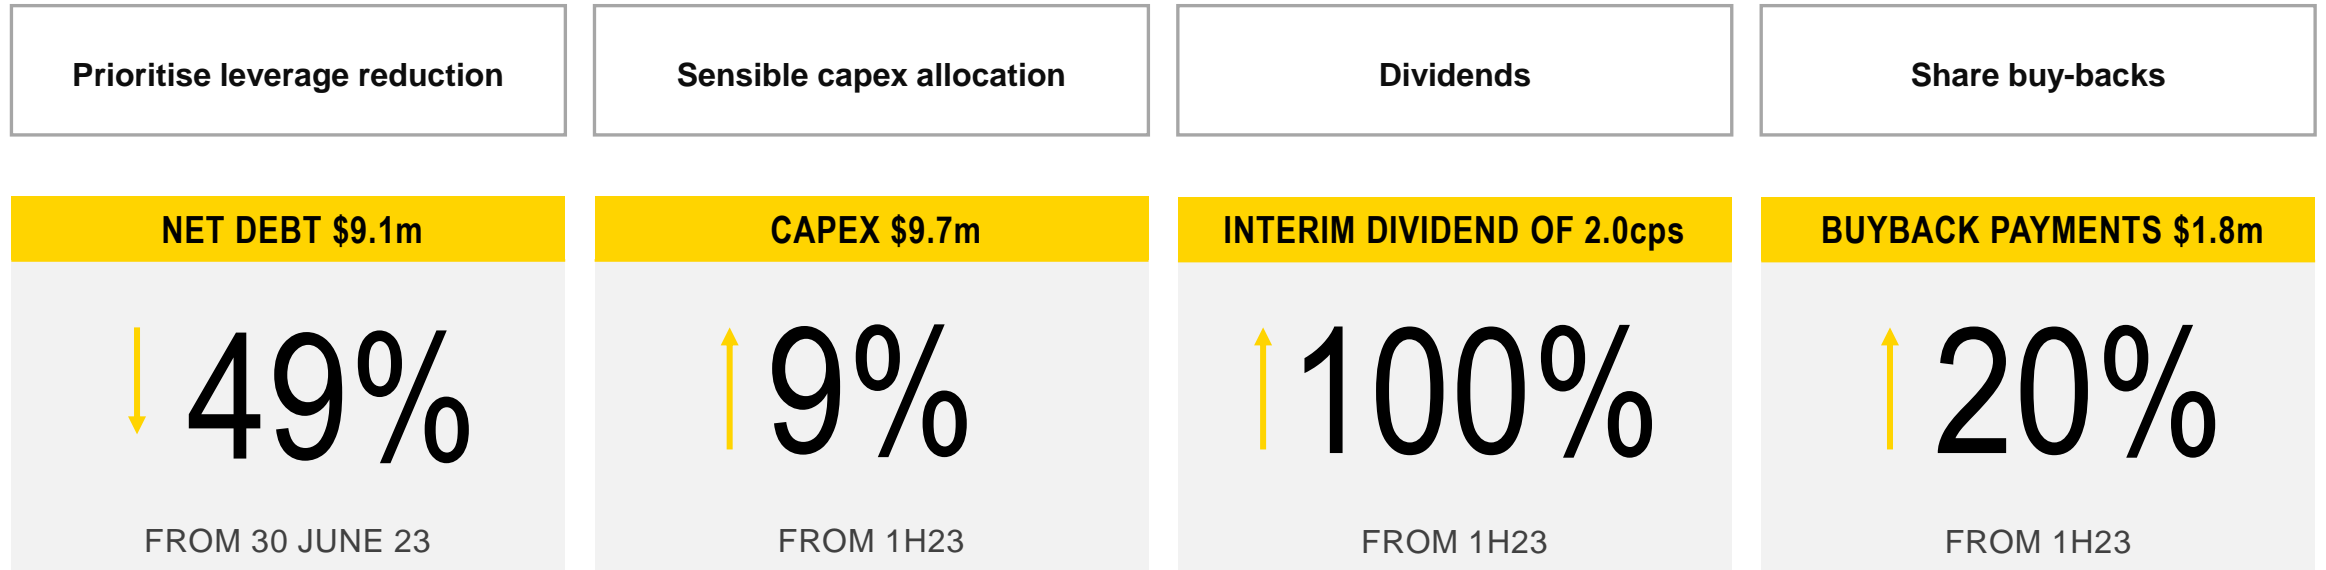 Prioritise leverage reduction
Sensible capex allocation
Dividends
Share buy-backs
NET DEBT $9.1m
CAPEX $9.7m
INTERIM DIVIDEND OF 2.0cps
BUYBACK PAYMENTS $1.8m
49%
9%
100%
20%
FROM 30 JUNE 23
FROM 1H23
FROM 1H23
FROM 1H23